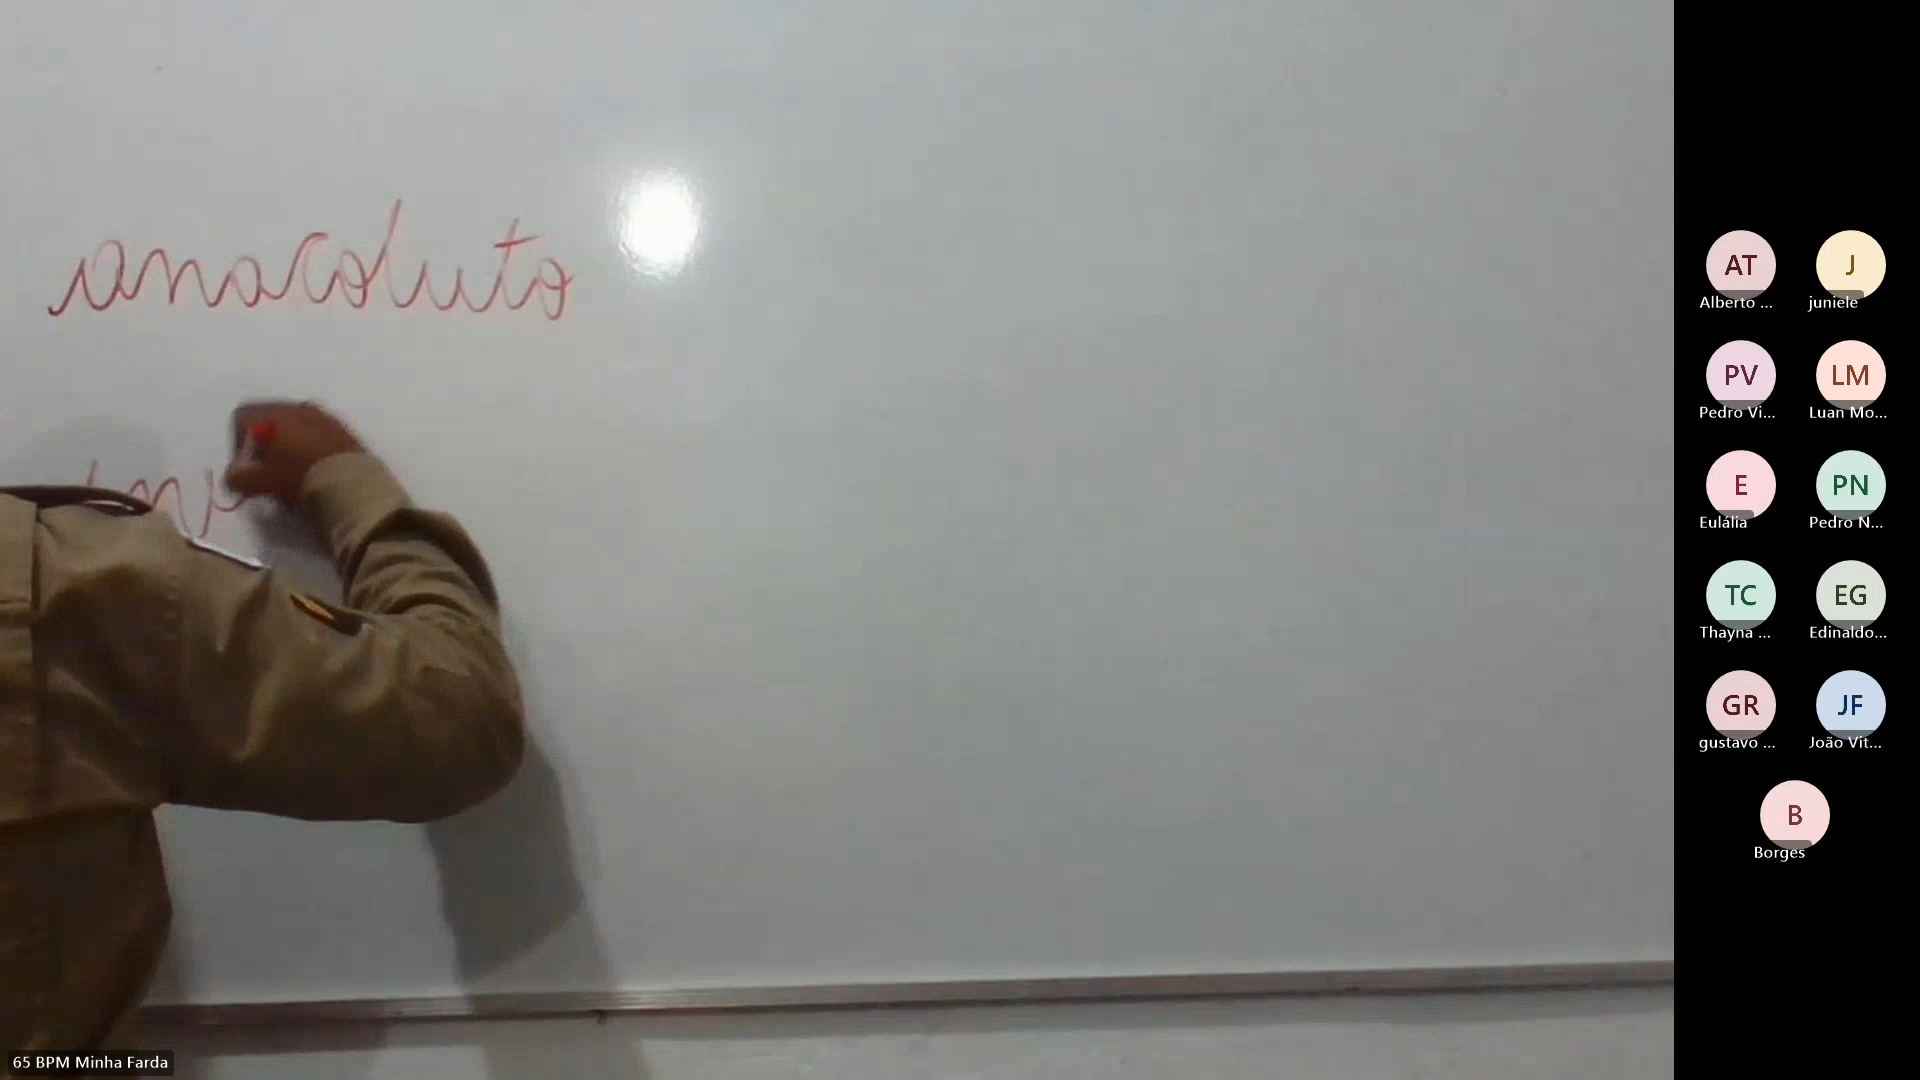 anacoluto
AT
J
Alberto ...
juniele
PV
LM
Pedro Vi...
Luan Mo...
E
PN
Eulália
Pedro N...
TC
EG
Thayna ...
Edinaldo...
GR
JF
gustavo ...
João Vit...
B
Borges
65 BPM Minha Farda